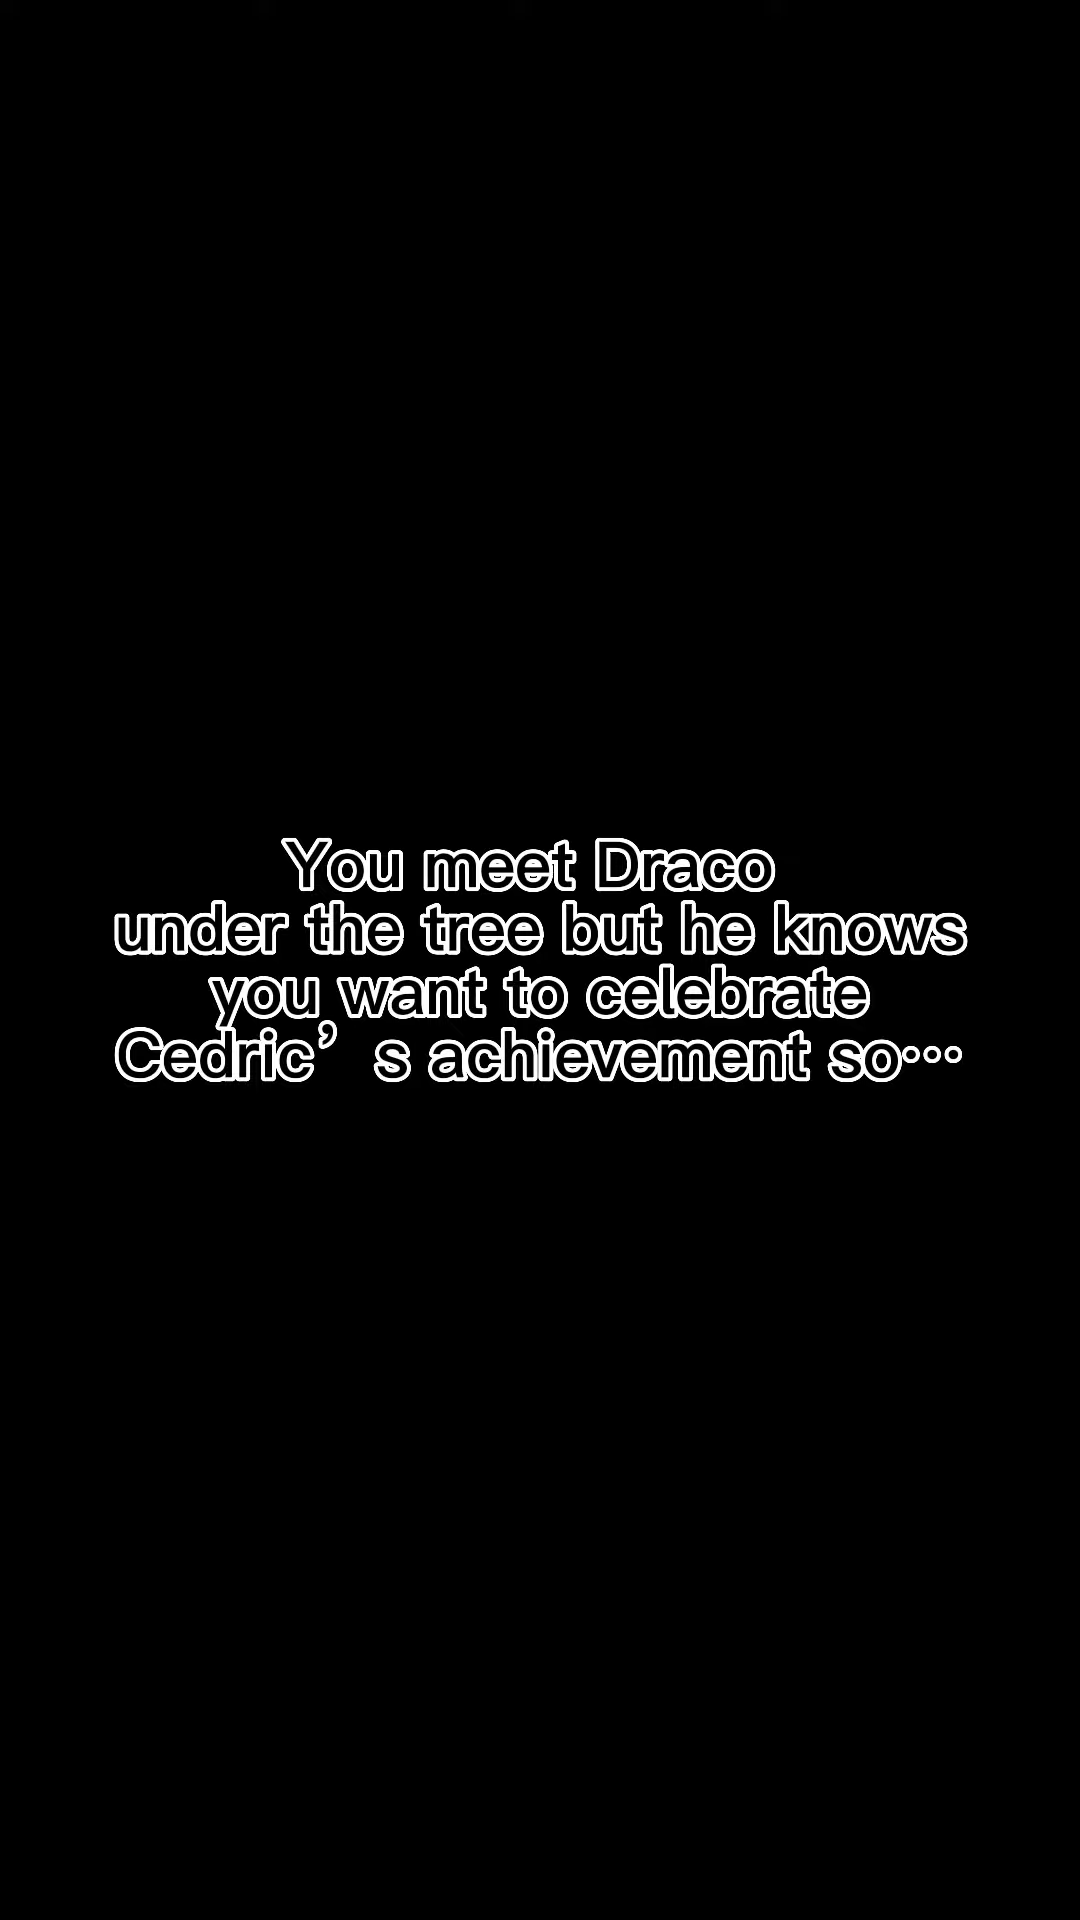 You meet Draco
under the tree but he knows
you want to celebrate
Cedric’s achievement so…